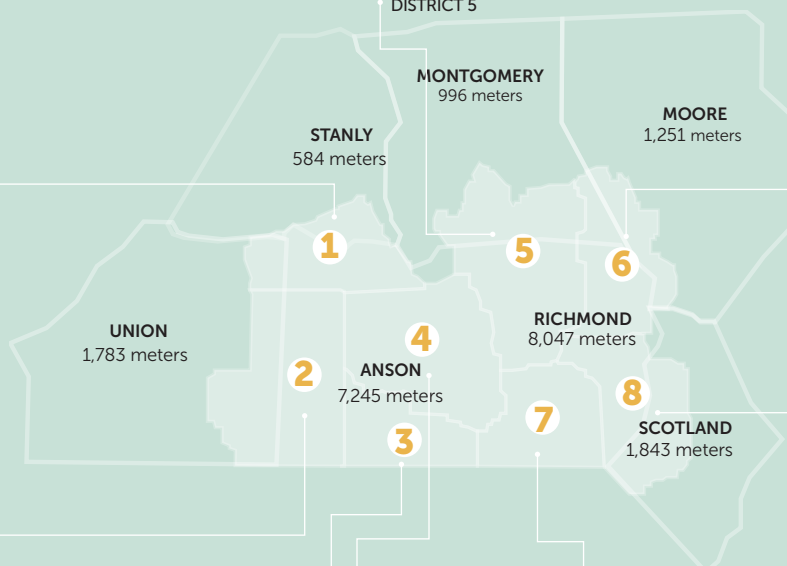 DISTRICT 5
MONTGOMERY
996 meters
MOORE
1,251 meters
STANLY
584 meters
1
5
6
UNION
1,783 meters
RICHMOND
8,047 meters
4
ANSON
7,245 meters
2
8
7
3
SCOTLAND
1,843 meters